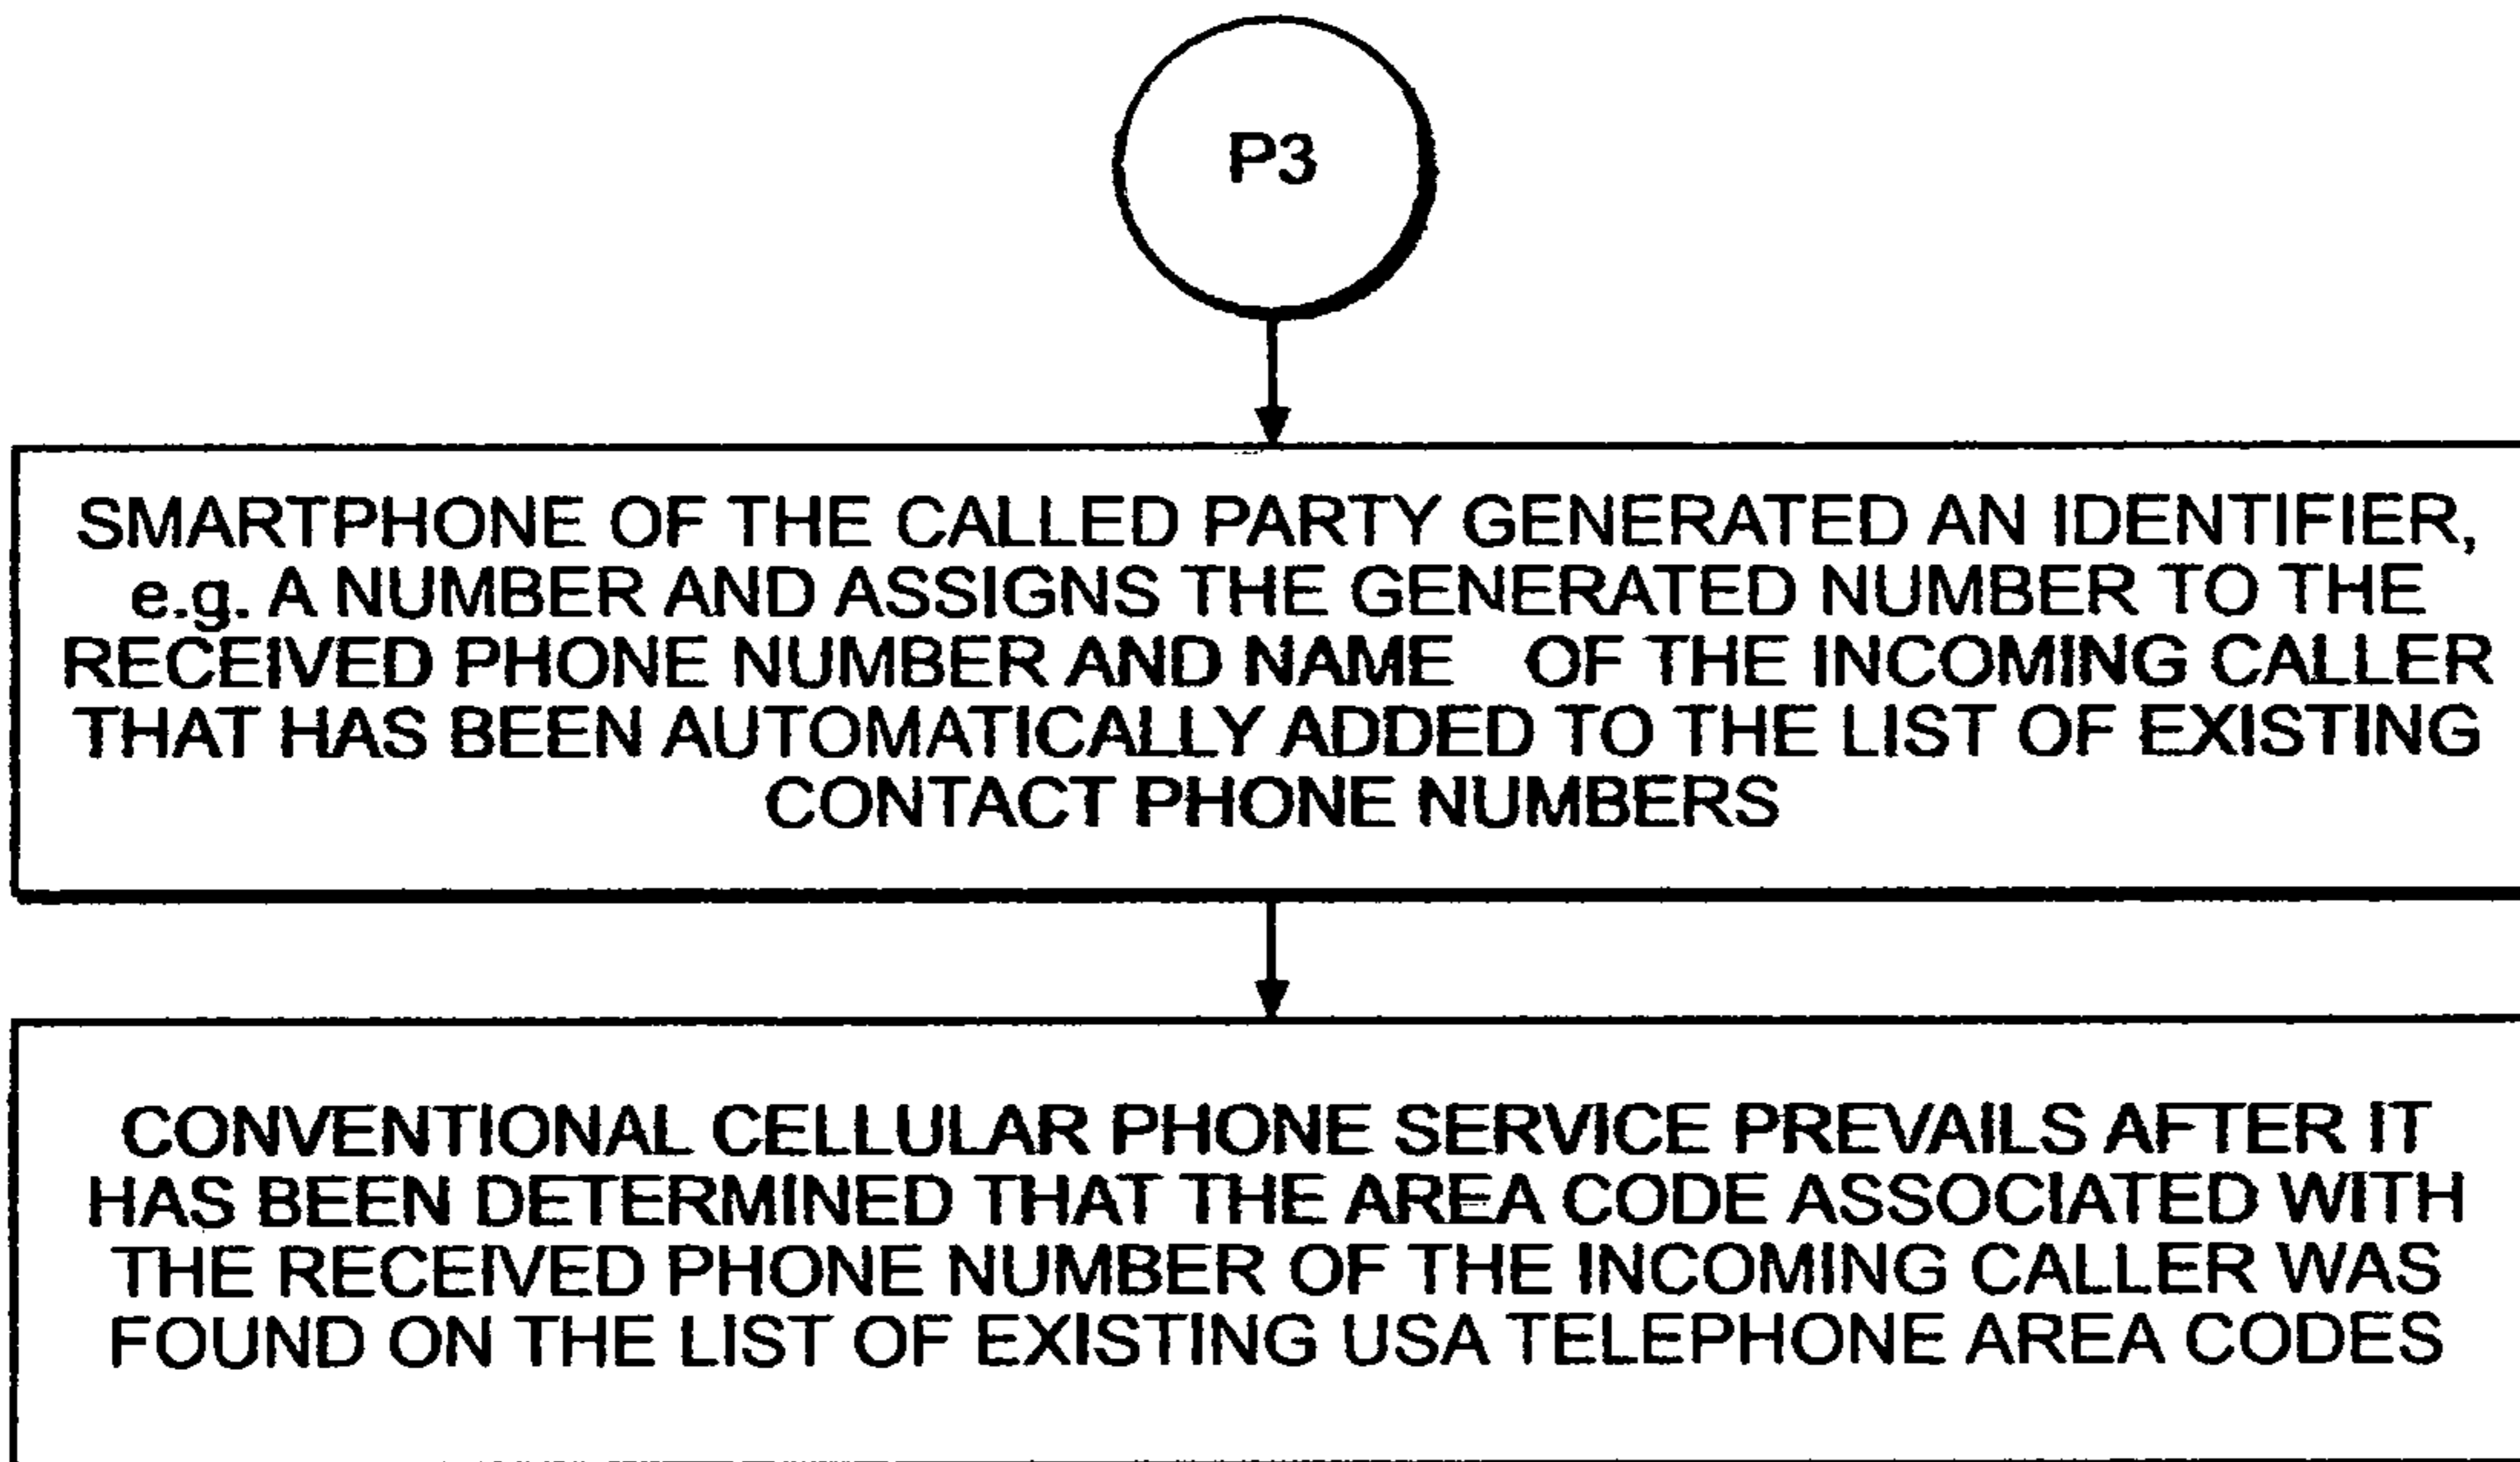 P3
SMARTPHONE OF THE CALLED PARTY GENERATED AN IDENTIFIER,
e.g. A NUMBER AND ASSIGNS THE GENERATED NUMBER TO THE
RECEIVED PHONE NUMBER AND NAME OF THE INCOMING CALLER
THAT HAS BEEN AUTOMATICALLY ADDED TO THE LIST OF EXISTING
CONTACT PHONE NUMBERS
CONVENTIONAL CELLULAR PHONE SERVICE PREVAILS AFTER IT
HAS BEEN DETERMINED THAT THE AREA CODE ASSOCIATED WITH
THE RECEIVED PHONE NUMBER OF THE INCOMING CALLER WAS
FOUND ON THE LIST OF EXISTING USA TELEPHONE AREA CODES